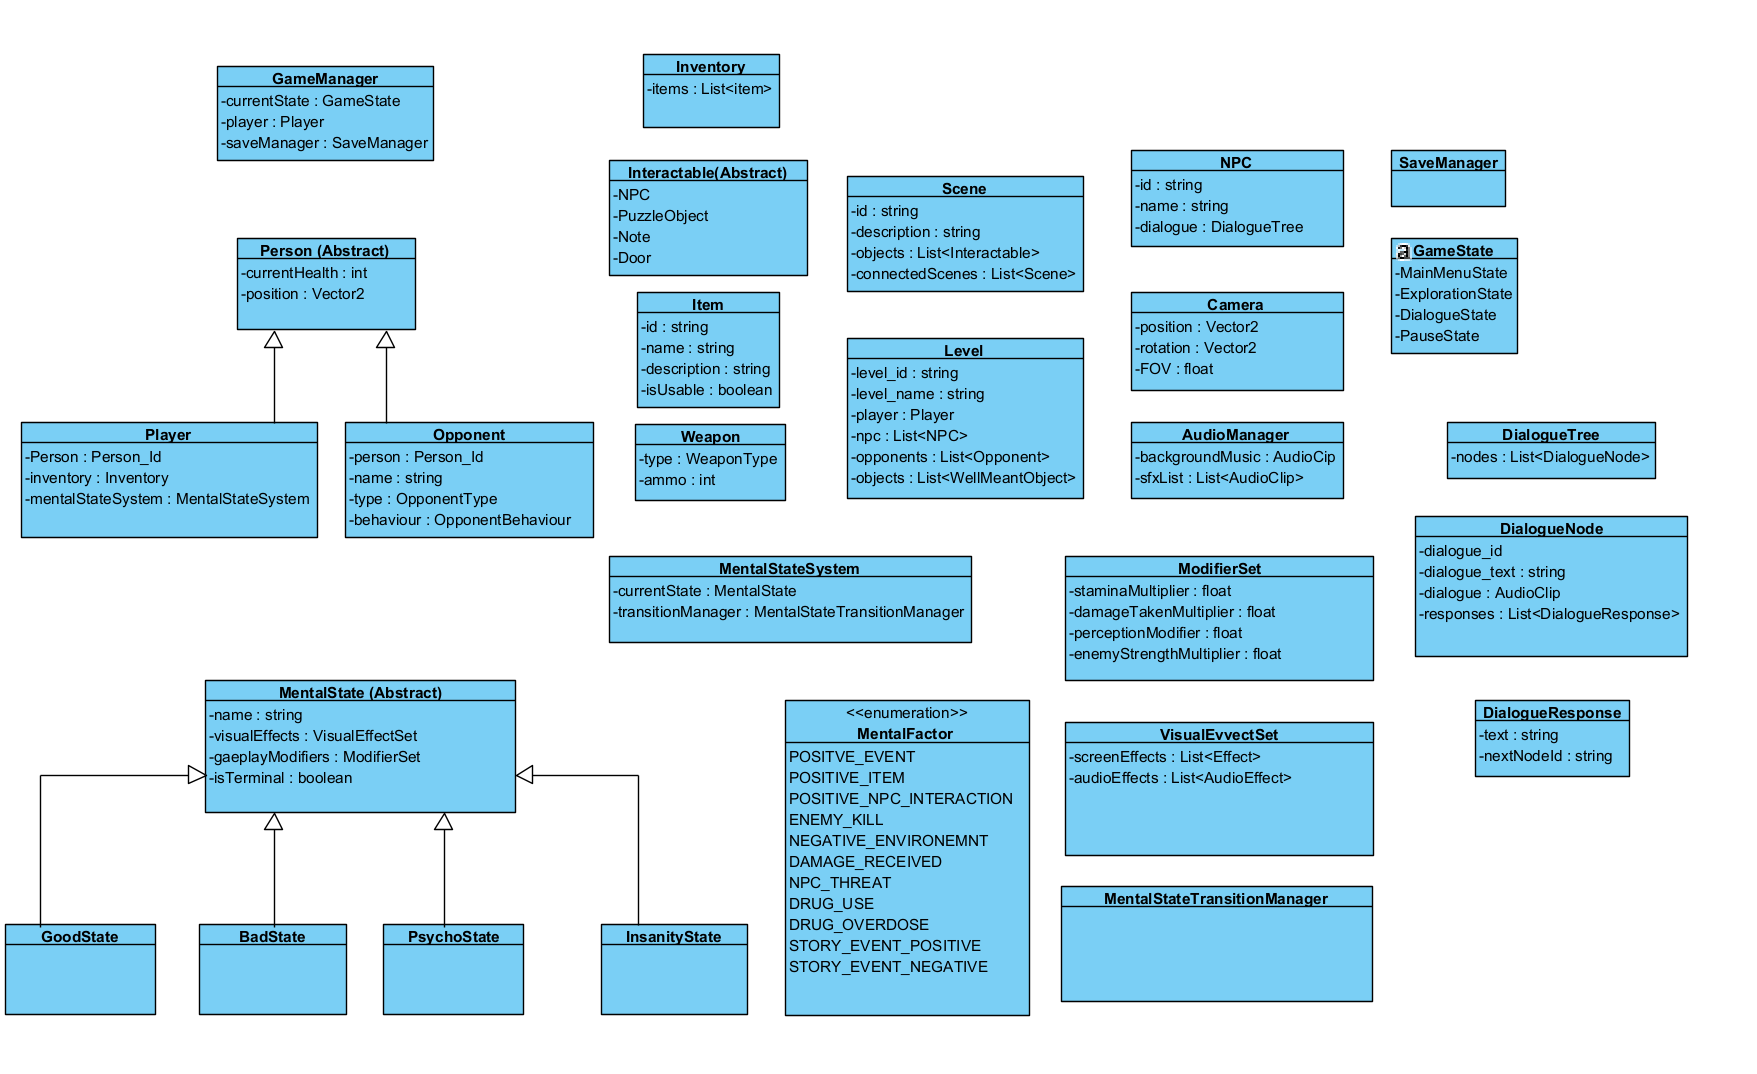 GameManager
-currentState : GameState
-player : Player
-saveManager : SaveManager
Inventory
-items : List<item>
Interactable(Abstract)
-NPC
-PuzzleObject
-Note
-Door
Scene
-id : string
-description : string
-objects : List<Interactable>
-connectedScenes : List<Scene>
NPC
-id : string
-name : string
-dialogue : DialogueTree
SaveManager
Person (Abstract)
-currentHealth : int
-position : Vector2
a GameState
-MainMenuState
-ExplorationState
-DialogueState
-PauseState
Item
-id : string
-name : string
-description : string
-isUsable : boolean
Level
-level_id : string
-level_name : string
-player : Player
-npc : List<NPC>
-opponents : List<Opponent>
-objects : List<WellMeantObject>
Camera
-position : Vector2
-rotation : Vector2
-FOV : float
Player
-Person : Person_Id
-inventory : Inventory
-mentalStateSystem : MentalStateSystem
Opponent
-person : Person_Id
-name : string
-type : OpponentType
-behaviour : OpponentBehaviour
Weapon
-type : WeaponType
-ammo : int
AudioManager
-backgroundMusic : AudioCip
-sfxList : List<AudioClip>
DialogueTree
-nodes : List<DialogueNode>
DialogueNode
-dialogue_id
-dialogue_text : string
-dialogue : AudioClip
-responses : List<DialogueResponse>
MentalStateSystem
-currentState : MentalState
-transitionManager : MentalStateTransitionManager
ModifierSet
-staminaMultiplier : float
-damageTakenMultiplier : float
-perceptionModifier : float
-enemyStrengthMultiplier : float
MentalState (Abstract)
-name : string
-visualEffects : VisualEffectSet
-gaeplayModifiers : ModifierSet
-isTerminal : boolean
<<enumeration>>
MentalFactor
POSITVE_EVENT
POSITIVE_ITEM
POSITIVE_NPC_INTERACTION
ENEMY_KILL
NEGATIVE_ENVIRONEMNT
DAMAGE_RECEIVED
NPC_THREAT
DRUG_USE
DRUG_OVERDOSE
STORY_EVENT_POSITIVE
STORY_EVENT_NEGATIVE
VisualEvvectSet
-screenEffects : List<Effect>
-audioEffects : List<AudioEffect>
DialogueResponse
-text : string
-nextNodeId : string
MentalStateTransitionManager
GoodState
BadState
PsychoState
InsanityState